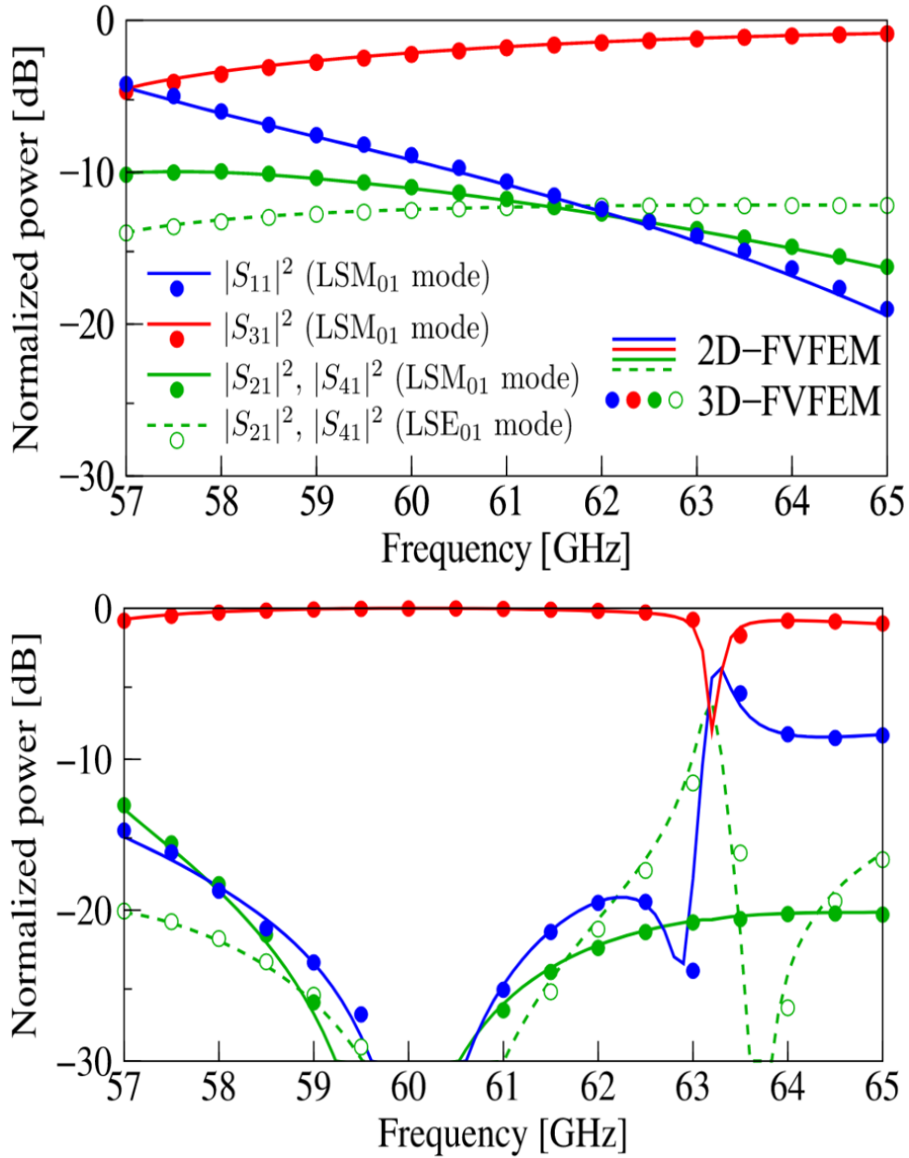 Normalized power [dB]
0
−10
−20
−30
|S₁₁|² (LSM₀₁ mode)
|S₃₁|² (LSM₀₁ mode)
|S₂₁|², |S₄₁|² (LSM₀₁ mode)
|S₂₁|², |S₄₁|² (LSE₀₁ mode)
2D−FVFEM
3D−FVFEM
57 58 59 60 61 62 63 64 65
Frequency [GHz]
Normalized power [dB]
0
−10
−20
−30
57 58 59 60 61 62 63 64 65
Frequency [GHz]